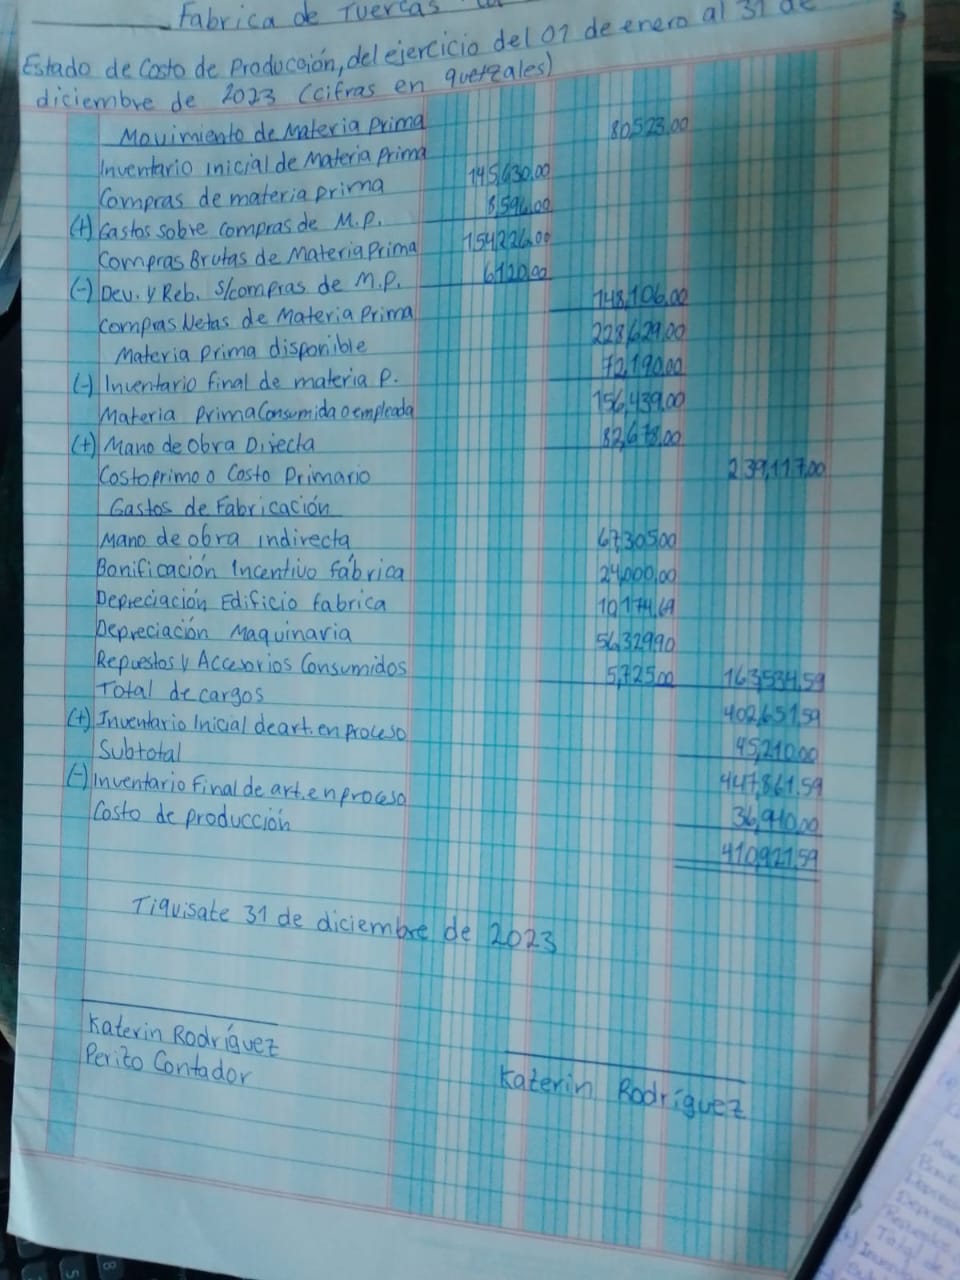 Fabrica de Tuercas
Estado de Costo de Producción, del ejercicio del 01 de enero al 31 de
diciembre de 2023 (cifras en quetzales)
Movimiento de Materia Prima
Inventario inicial de Materia Prima 80,523.00
Compras de materia prima 145,630.00
(+) Gastos sobre compras de M.P. 8,596.00
Compras Brutas de Materia Prima 154,226.00
(-) Dev. y Reb. s/compras de M.P. 6,120.00
Compras Netas de Materia Prima 148,106.00
Materia prima disponible 228,629.00
(-) Inventario final de materia P. 72,190.00
Materia Prima Consumida o empleada 156,439.00
(+) Mano de Obra Directa 82,678.00
Costo primo o Costo Primario 239,117.00
Gastos de Fabricación
Mano de obra indirecta 67,305.00
Bonificación Incentivo fábrica 24,000.00
Depreciación Edificio fabrica 10,174.69
Depreciación Maquinaria 56,329.90
Repuestos y Accesorios Consumidos 5,725.00 163,534.59
Total de cargos 402,651.59
(+) Inventario Inicial de art. en proceso 45,210.00
Subtotal 447,861.59
(-) Inventario Final de art. en proceso 36,940.00
Costo de producción 410,921.59
Tiquisate 31 de diciembre de 2023
Katerin Rodríguez
Perito Contador
Katerin Rodríguez